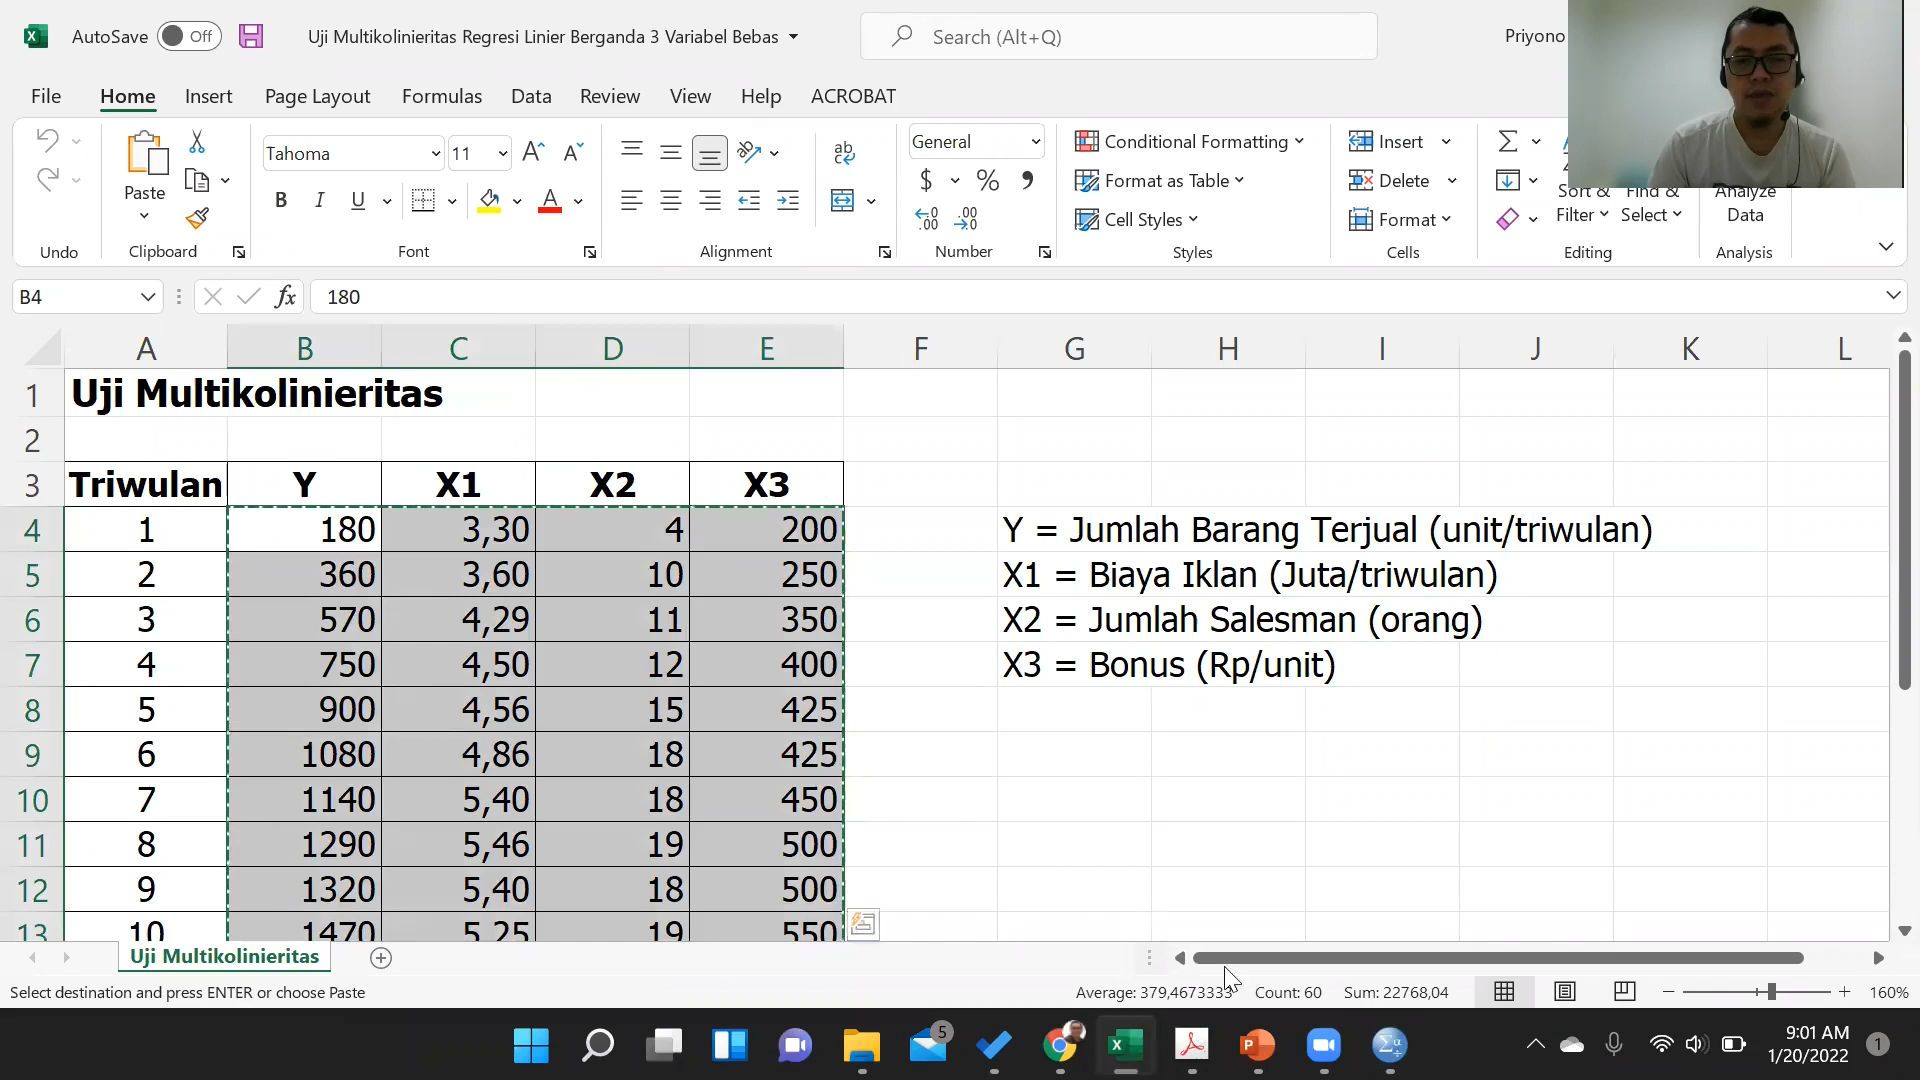 AutoSave Off Uji Multikolinieritas Regresi Linier Berganda 3 Variabel Bebas Search (Alt+Q) Priyono
File Home Insert Page Layout Formulas Data Review View Help ACROBAT
Paste
Undo
Clipboard
Tahoma 11
B I U
Font
Alignment
General
Number
Conditional Formatting
Format as Table
Cell Styles
Styles
Insert
Delete
Format
Cells
Sort & Filter
Find & Select
Editing
Analyze Data
Analysis
B4 fx 180
A B C D E F G H I J K L
1 Uji Multikolinieritas
2
3 Triwulan Y X1 X2 X3
4 1 180 3,30 4 200 Y = Jumlah Barang Terjual (unit/triwulan)
5 2 360 3,60 10 250 X1 = Biaya Iklan (Juta/triwulan)
6 3 570 4,29 11 350 X2 = Jumlah Salesman (orang)
7 4 750 4,50 12 400 X3 = Bonus (Rp/unit)
8 5 900 4,56 15 425
9 6 1080 4,86 18 425
10 7 1140 5,40 18 450
11 8 1290 5,46 19 500
12 9 1320 5,40 18 500
13 10 1470 5,25 19 550
Uji Multikolinieritas
Select destination and press ENTER or choose Paste Average: 379,4673333 Count: 60 Sum: 22768,04 160%
5
9:01 AM
1/20/2022
1